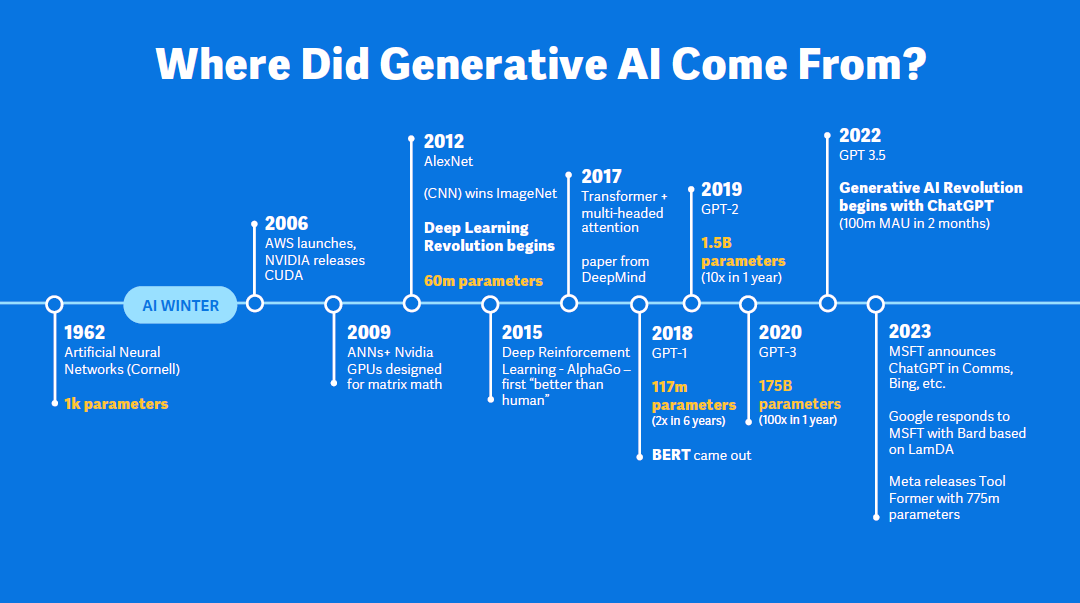 Where Did Generative AI Come From?
1962
Artificial Neural
Networks (Cornell)
1k parameters
AI WINTER
2006
AWS launches,
NVIDIA releases
CUDA
2009
ANNs+ Nvidia
GPUs designed
for matrix math
2012
AlexNet
(CNN) wins ImageNet
Deep Learning
Revolution begins
60m parameters
2015
Deep Reinforcement
Learning - AlphaGo –
first "better than
human"
2017
Transformer +
multi-headed
attention
paper from
DeepMind
2018
GPT-1
117m
parameters
(2x in 6 years)
BERT came out
2019
GPT-2
1.5B
parameters
(10x in 1 year)
2020
GPT-3
175B
parameters
(100x in 1 year)
2022
GPT 3.5
Generative AI Revolution
begins with ChatGPT
(100m MAU in 2 months)
2023
MSFT announces
ChatGPT in Comms,
Bing, etc.
Google responds to
MSFT with Bard based
on LamDA
Meta releases Tool
Former with 775m
parameters